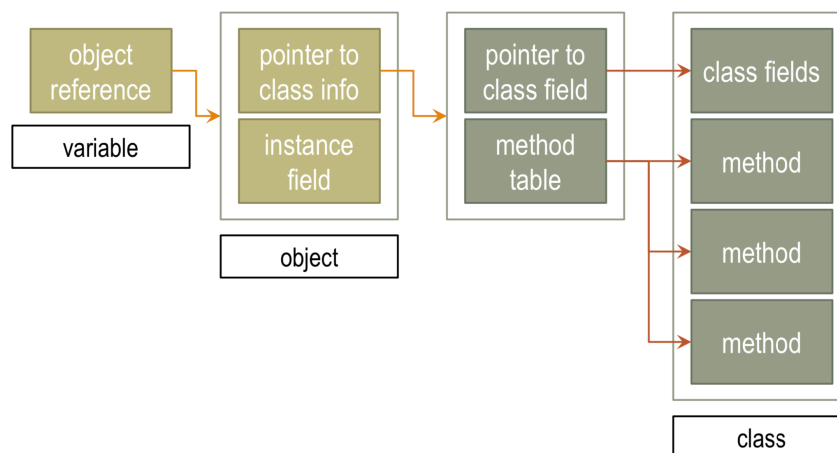 object
reference
variable
pointer to
class info
instance
field
object
pointer to
class field
method
table
class fields
method
method
method
class